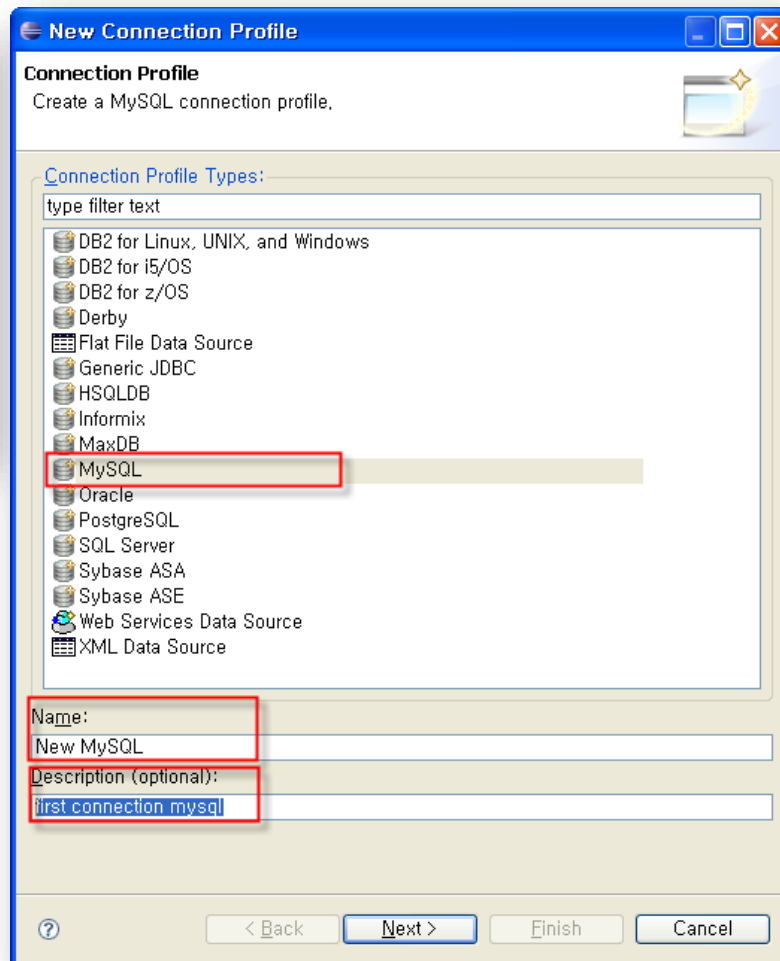 New Connection Profile
Connection Profile
Create a MySQL connection profile,
Connection Profile Types:
type filter text
DB2 for Linux, UNIX, and Windows
DB2 for i5/OS
DB2 for z/OS
Derby
Flat File Data Source
Generic JDBC
HSQLDB
Informix
MaxDB
MySQL
Oracle
PostgreSQL
SQL Server
Sybase ASA
Sybase ASE
Web Services Data Source
XML Data Source
Name:
New MySQL
Description (optional):
first connection mysql
? < Back Next > Finish Cancel